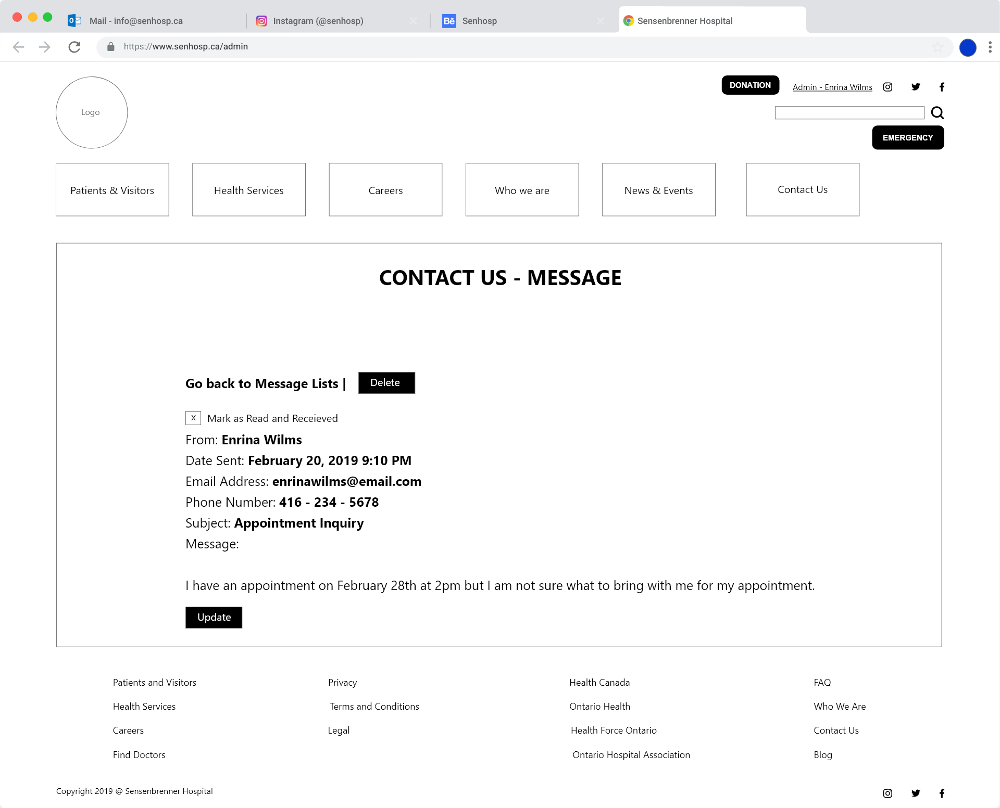 Mail - info@senhosp.ca
Instagram (@senhosp)
Bē
Senhosp
Sensenbrenner Hospital
https://www.senhosp.ca/admin
DONATION
Admin - Enrina Wilms
Logo
EMERGENCY
Patients & Visitors
Health Services
Careers
Who we are
News & Events
Contact Us
CONTACT US - MESSAGE
Go back to Message Lists |
Delete
X Mark as Read and Receieved
From: Enrina Wilms
Date Sent: February 20, 2019 9:10 PM
Email Address: enrinawilms@email.com
Phone Number: 416 - 234 - 5678
Subject: Appointment Inquiry
Message:
I have an appointment on February 28th at 2pm but I am not sure what to bring with me for my appointment.
Update
Patients and Visitors
Health Services
Careers
Find Doctors
Privacy
Terms and Conditions
Legal
Health Canada
Ontario Health
Health Force Ontario
Ontario Hospital Association
FAQ
Who We Are
Contact Us
Blog
Copyright 2019 @ Sensenbrenner Hospital